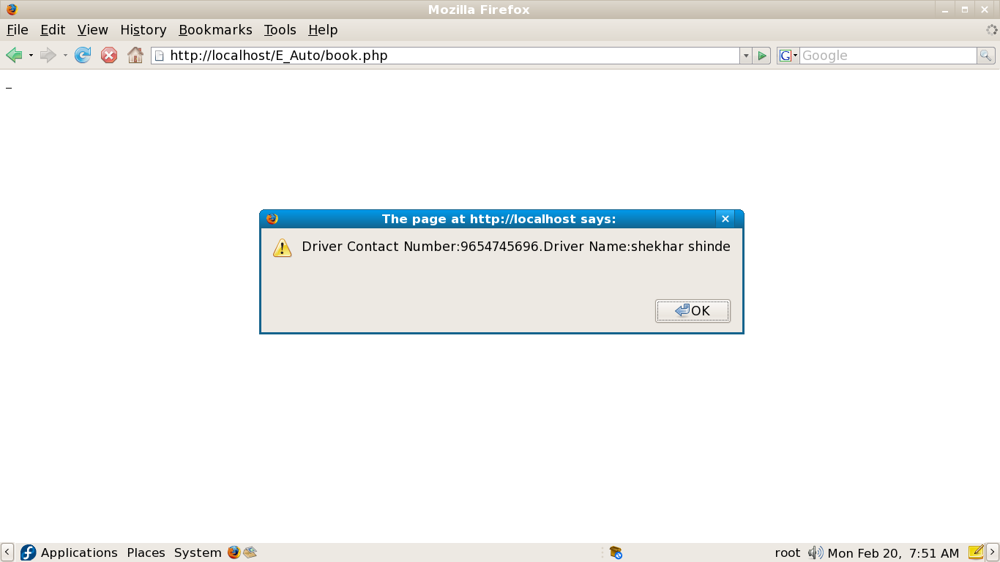 Mozilla Firefox
File Edit View History Bookmarks Tools Help
http://localhost/E_Auto/book.php
G Google
_
The page at http://localhost says:
Driver Contact Number:9654745696.Driver Name:shekhar shinde
OK
Applications Places System
root Mon Feb 20, 7:51 AM